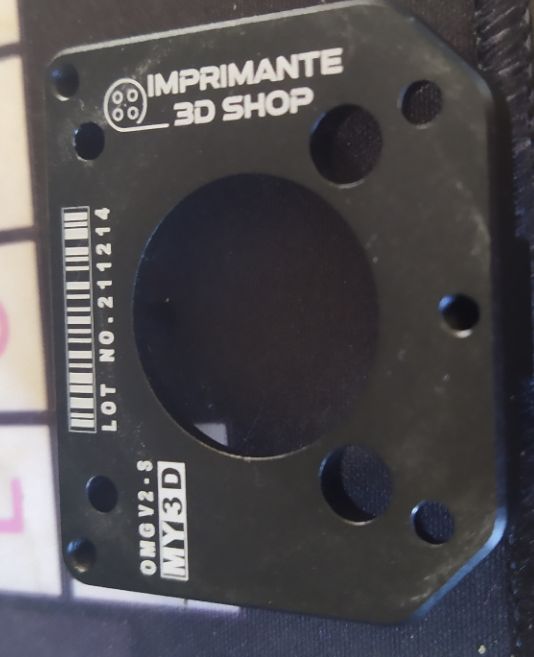 IMPRIMANTE
3D SHOP
LOT NO.211214
OMGV2-S
MY3D